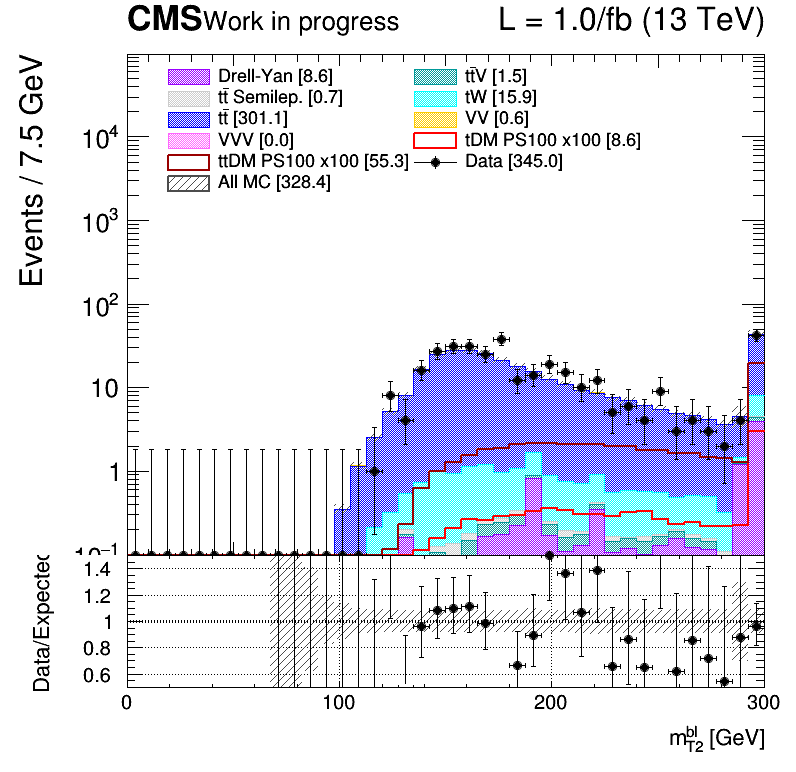 CMS Work in progress L = 1.0/fb (13 TeV)
Events / 7.5 GeV
Drell-Yan [8.6] tt̄V [1.5]
tt̄ Semilep. [0.7] tW [15.9]
tt̄ [301.1] VV [0.6]
VVV [0.0] tDM PS100 x100 [8.6]
ttDM PS100 x100 [55.3] Data [345.0]
All MC [328.4]
10⁴
10³
10²
10
1
10⁻¹
Data/Expected
1.4
1.2
1
0.8
0.6
0 100 200 300
m_{T2}^{bl} [GeV]